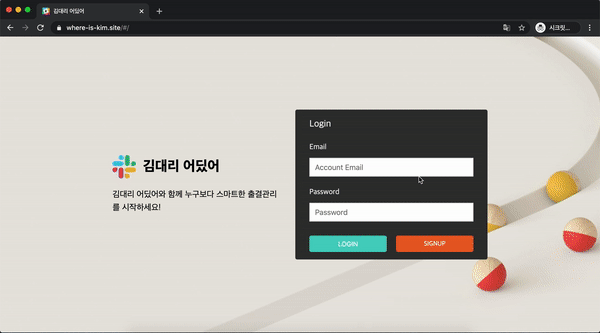 김대리 어딨어
where-is-kim.site/#/
시크릿...
김대리 어딨어
김대리 어딨어와 함께 누구보다 스마트한 출결관리
를 시작하세요!
Login
Email
Account Email
Password
Password
LOGIN
SIGNUP